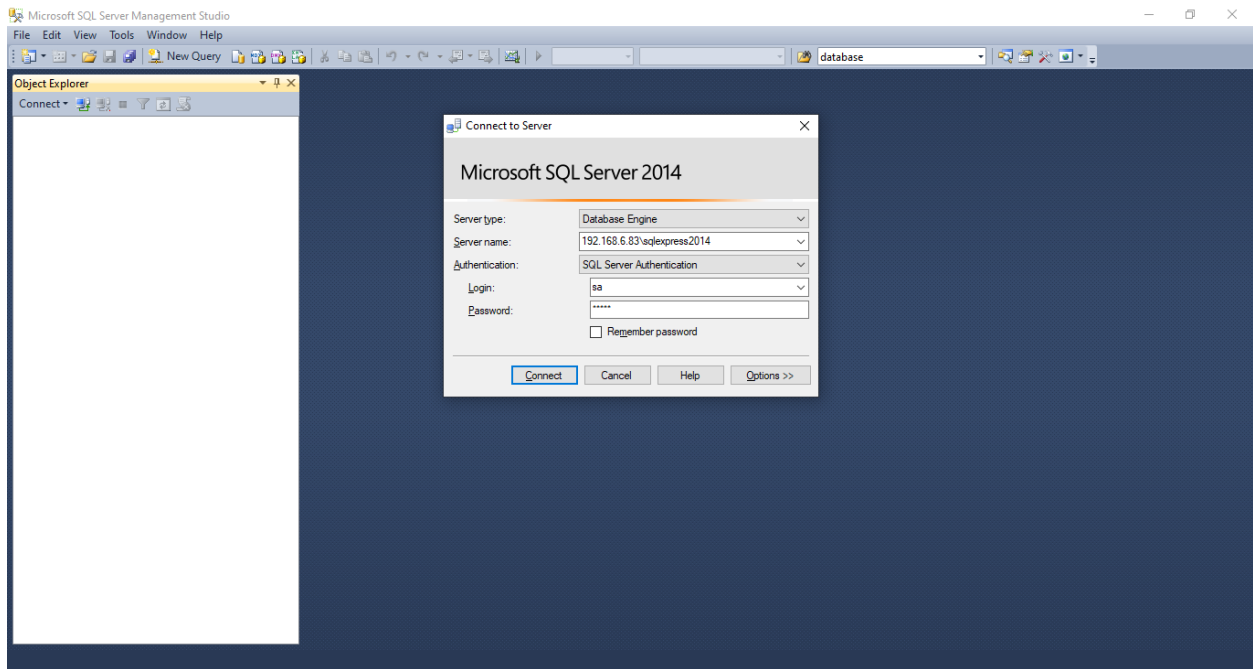 Microsoft SQL Server Management Studio
File Edit View Tools Window Help
New Query database
Object Explorer
Connect
Connect to Server
Microsoft SQL Server 2014
Server type: Database Engine
Server name: 192.168.6.83\sqlexpress2014
Authentication: SQL Server Authentication
Login: sa
Password: *****
Remember password
Connect Cancel Help Options >>